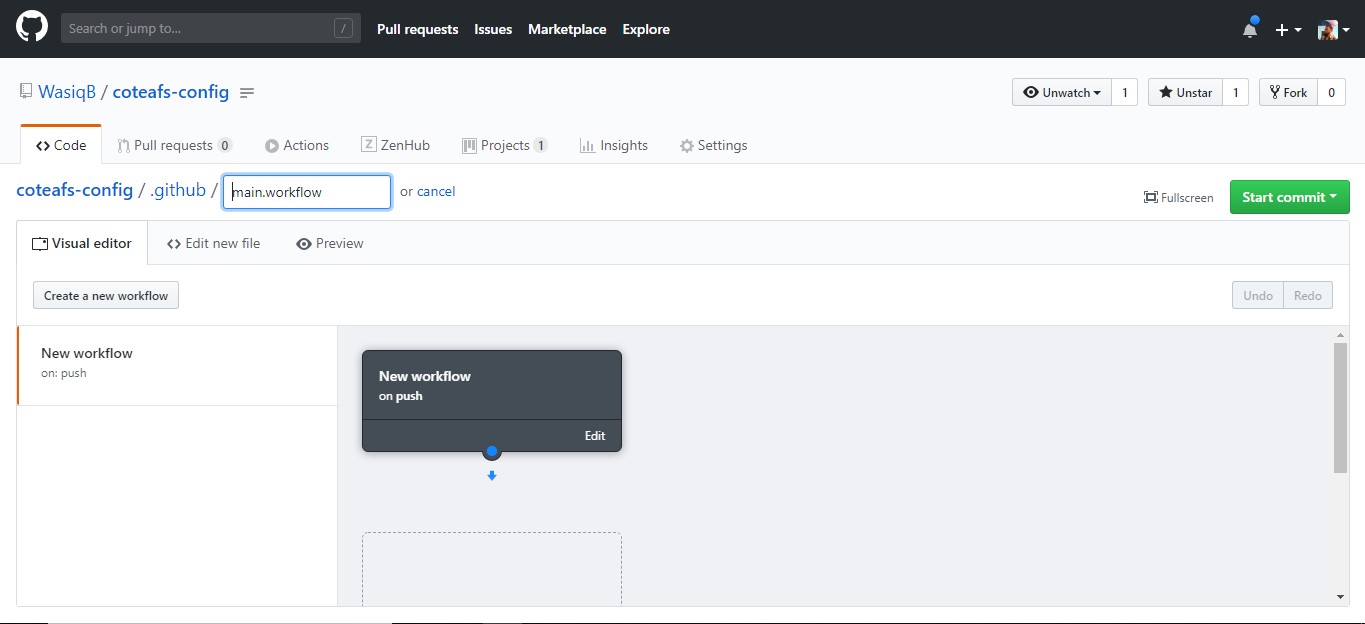 Search or jump to... / Pull requests Issues Marketplace Explore
WasiqB / coteafs-config Unwatch 1 Unstar 1 Fork 0
Code Pull requests 0 Actions Z ZenHub Projects 1 Insights Settings
coteafs-config / .github / main.workflow or cancel Fullscreen Start commit
Visual editor Edit new file Preview
Create a new workflow Undo Redo
New workflow
on: push
New workflow
on push
Edit